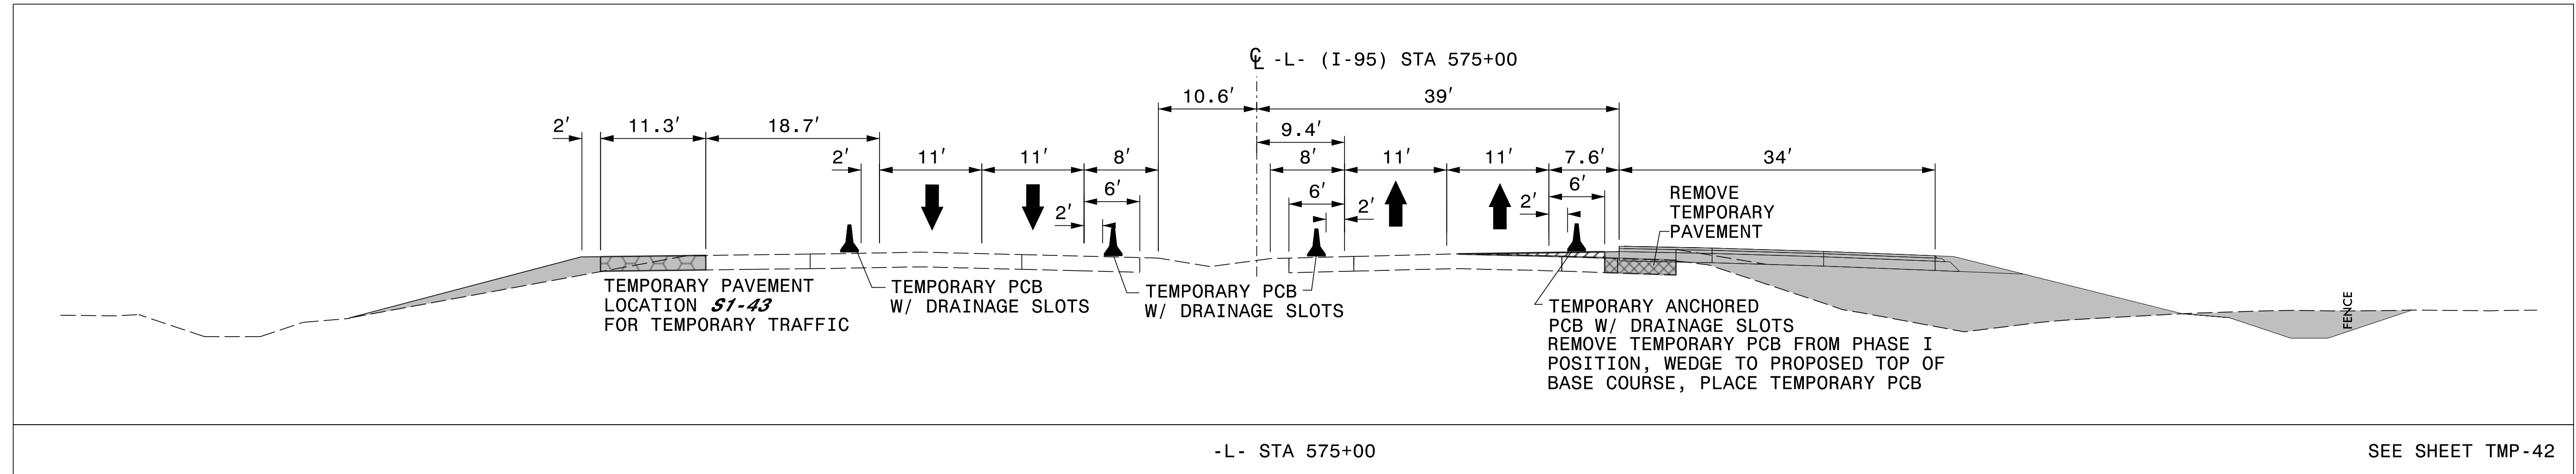 ℄ -L- (I-95) STA 575+00
10.6' 39'
2' 11.3' 18.7' 9.4'
2' 11' 11' 8' 8' 11' 11' 7.6' 34'
6' 6' 6'
2' 2' 2'
REMOVE
TEMPORARY
PAVEMENT
TEMPORARY PAVEMENT
LOCATION S1-43
FOR TEMPORARY TRAFFIC
TEMPORARY PCB
W/ DRAINAGE SLOTS
TEMPORARY PCB
W/ DRAINAGE SLOTS
TEMPORARY ANCHORED
PCB W/ DRAINAGE SLOTS
REMOVE TEMPORARY PCB FROM PHASE I
POSITION, WEDGE TO PROPOSED TOP OF
BASE COURSE, PLACE TEMPORARY PCB
FENCE
-L- STA 575+00
SEE SHEET TMP-42